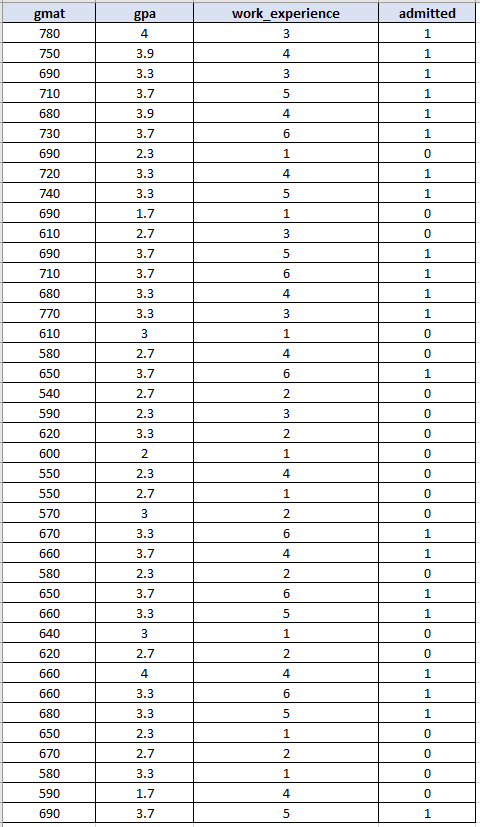 gmat gpa work_experience admitted
780 4 3 1
750 3.9 4 1
690 3.3 3 1
710 3.7 5 1
680 3.9 4 1
730 3.7 6 1
690 2.3 1 0
720 3.3 4 1
740 3.3 5 1
690 1.7 1 0
610 2.7 3 0
690 3.7 5 1
710 3.7 6 1
680 3.3 4 1
770 3.3 3 1
610 3 1 0
580 2.7 4 0
650 3.7 6 1
540 2.7 2 0
590 2.3 3 0
620 3.3 2 0
600 2 1 0
550 2.3 4 0
550 2.7 1 0
570 3 2 0
670 3.3 6 1
660 3.7 4 1
580 2.3 2 0
650 3.7 6 1
660 3.3 5 1
640 3 1 0
620 2.7 2 0
660 4 4 1
660 3.3 6 1
680 3.3 5 1
650 2.3 1 0
670 2.7 2 0
580 3.3 1 0
590 1.7 4 0
690 3.7 5 1